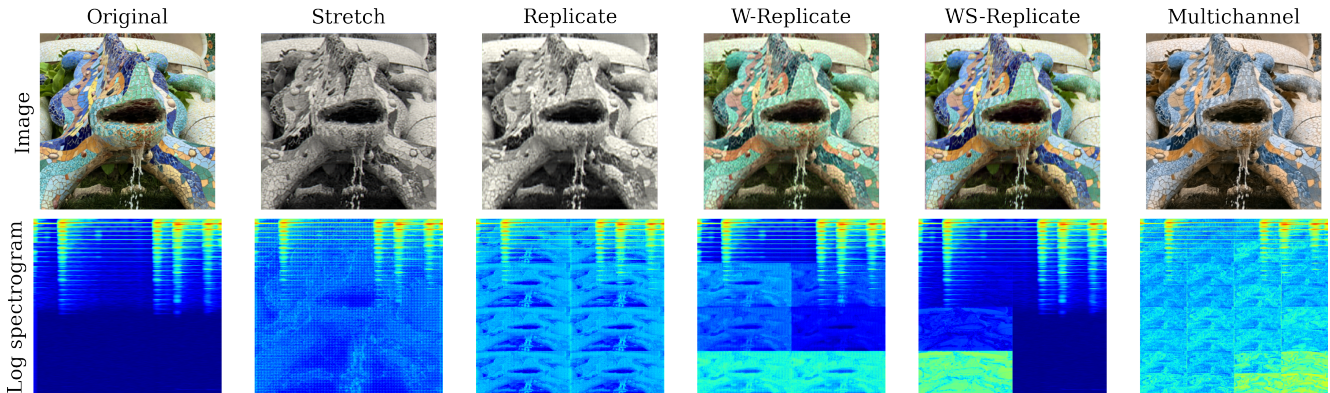 Original Stretch Replicate W-Replicate WS-Replicate Multichannel
Image
Log spectrogram